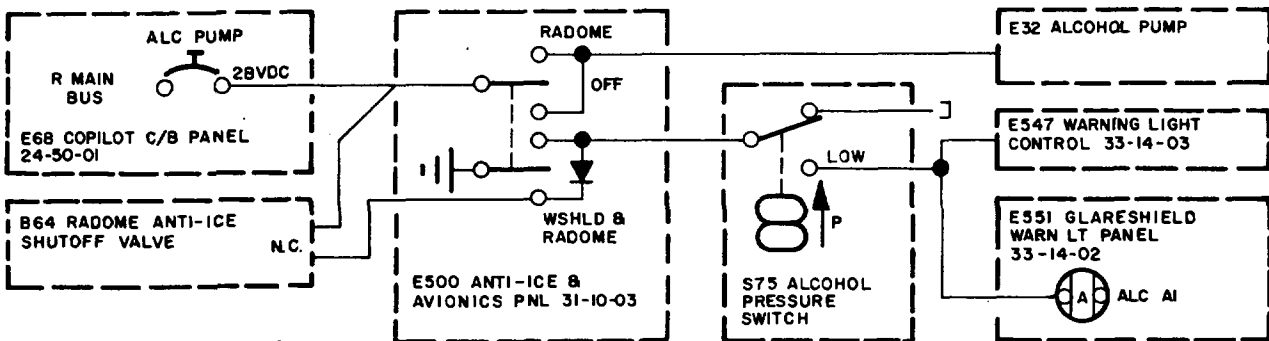 ALC PUMP
28VDC
R MAIN
BUS
E68 COPILOT C/B PANEL
24-50-01
B64 RADOME ANTI-ICE
SHUTOFF VALVE
N.C.
RADOME
OFF
WSHLD &
RADOME
E500 ANTI-ICE &
AVIONICS PNL 31-10-03
LOW
P
S75 ALCOHOL
PRESSURE
SWITCH
E32 ALCOHOL PUMP
E547 WARNING LIGHT
CONTROL 33-14-03
E551 GLARESHIELD
WARN LT PANEL
33-14-02
A
ALC AI